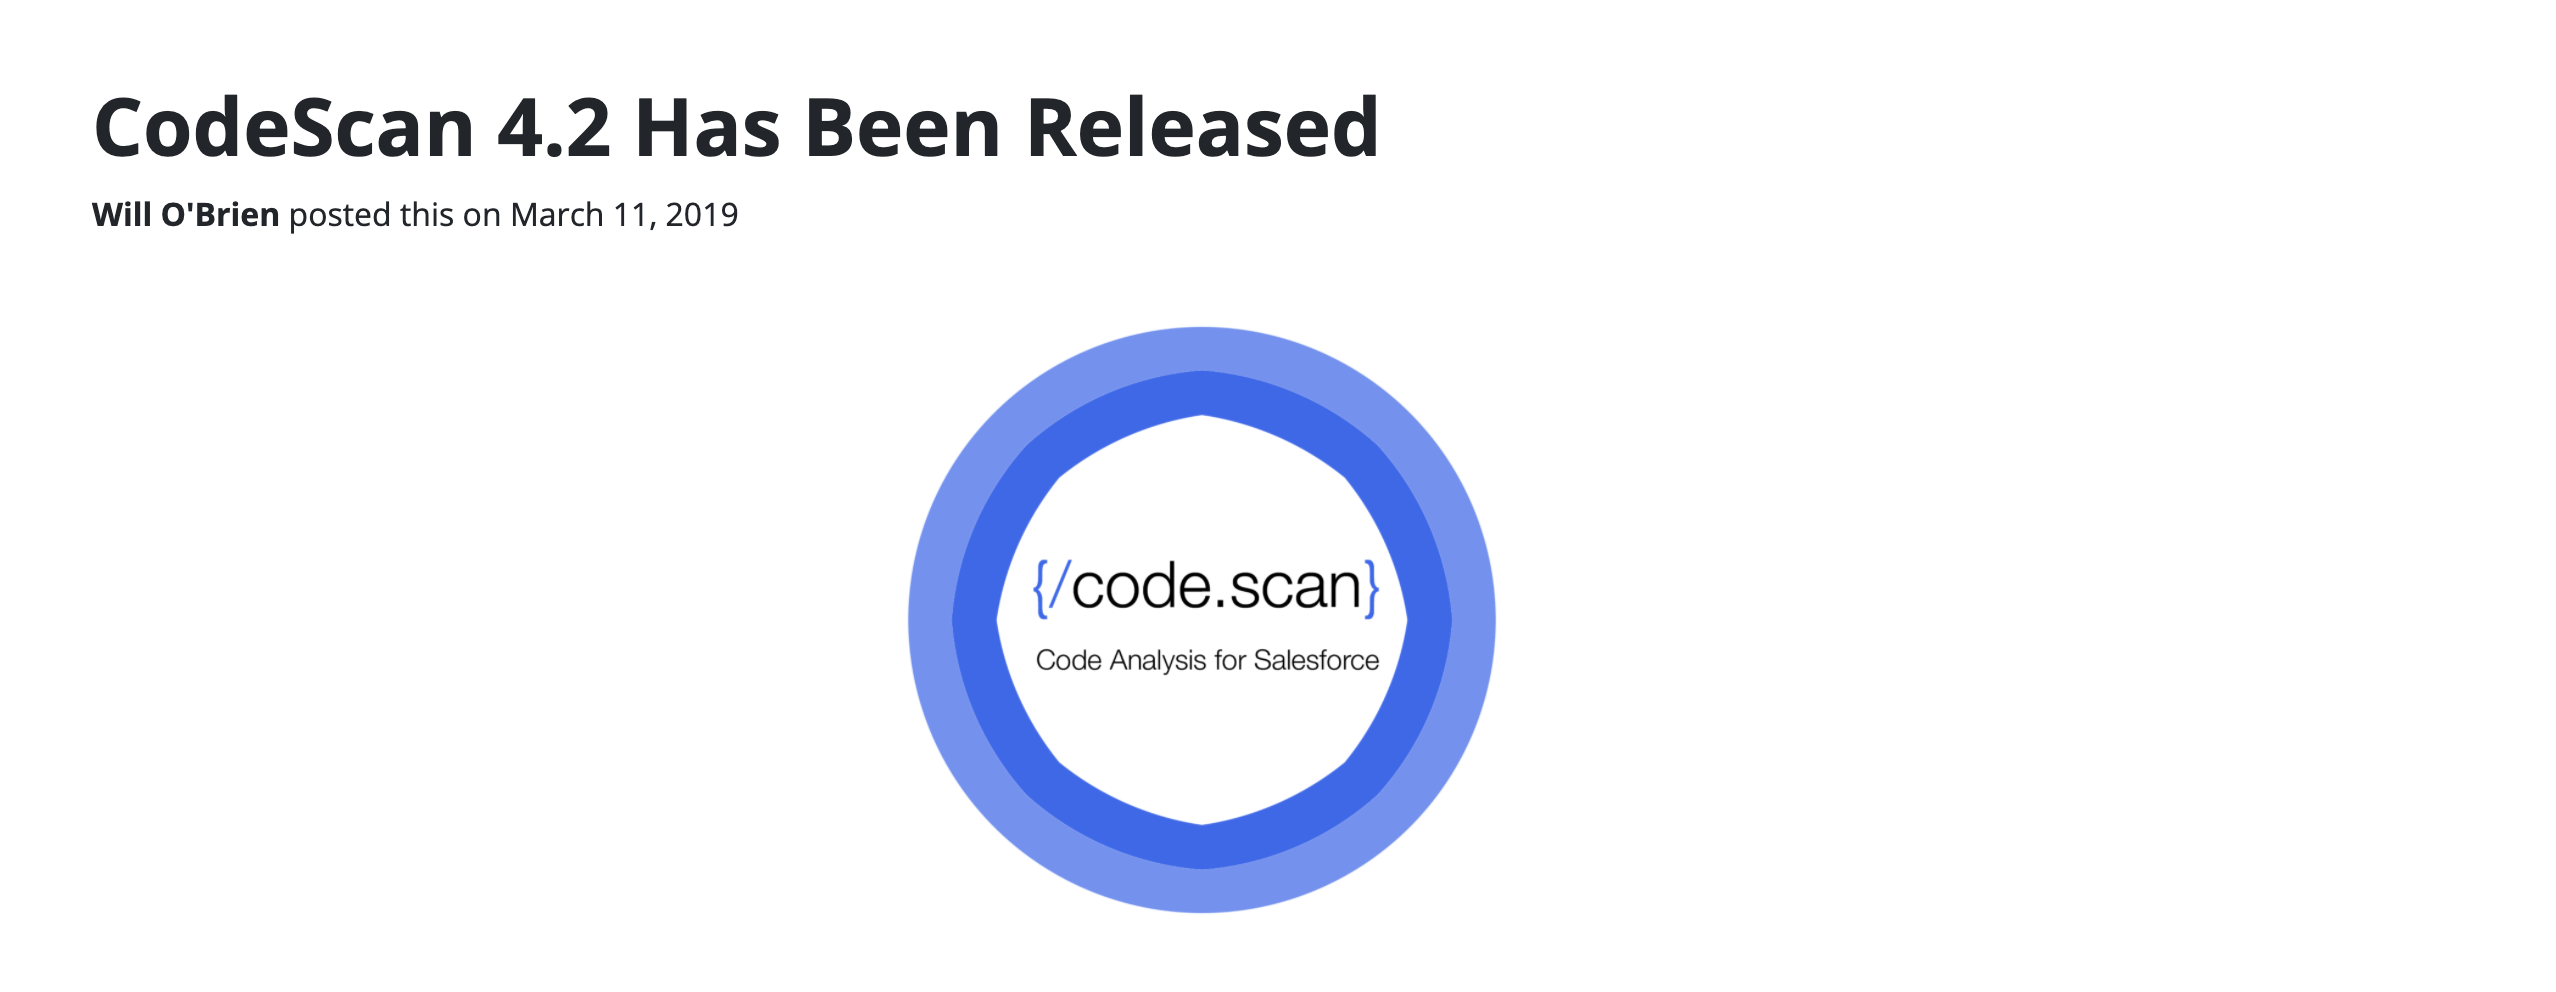 CodeScan 4.2 Has Been Released
Will O'Brien posted this on March 11, 2019
{/code.scan}
Code Analysis for Salesforce